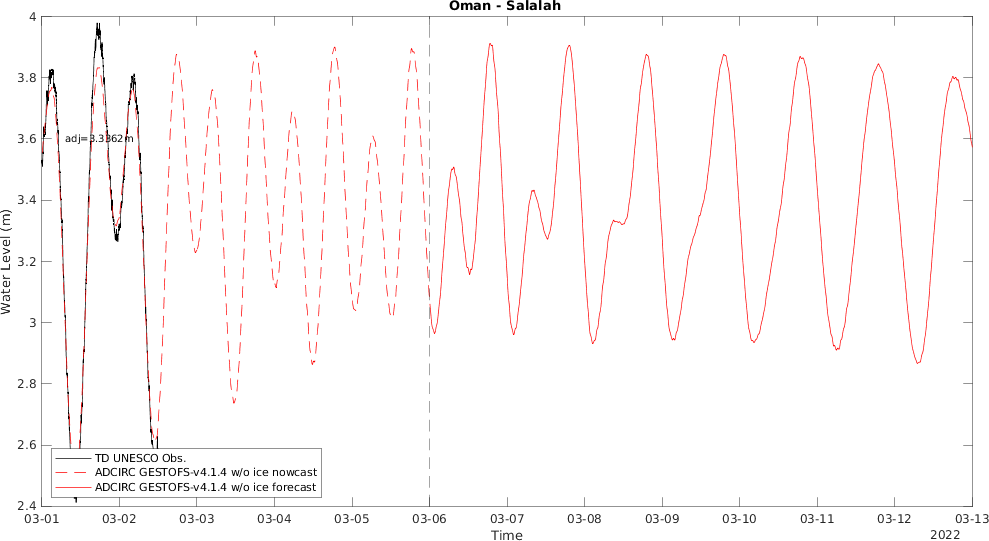 Oman - Salalah
4
3.8
3.6
3.4
3.2
3
2.8
2.6
2.4
Water Level (m)
adj=3.3362m
TD UNESCO Obs.
ADCIRC GESTOFS-v4.1.4 w/o ice nowcast
ADCIRC GESTOFS-v4.1.4 w/o ice forecast
03-01 03-02 03-03 03-04 03-05 03-06 03-07 03-08 03-09 03-10 03-11 03-12 03-13
Time
2022